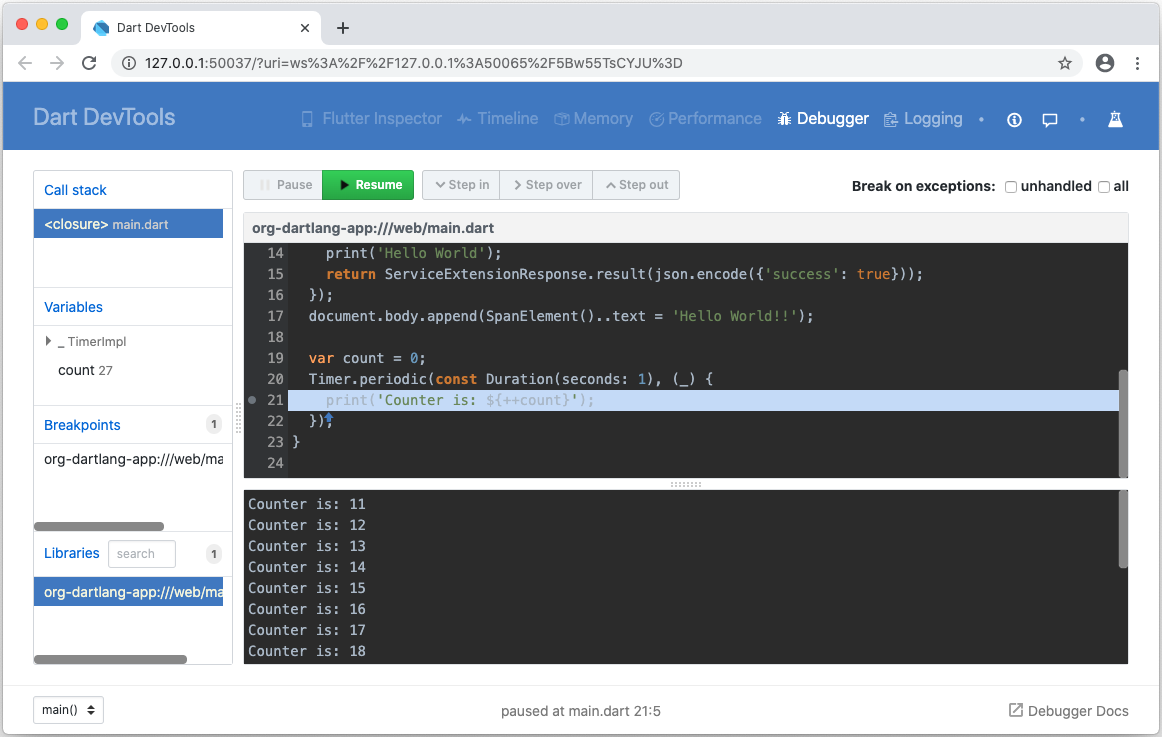 Dart DevTools
127.0.0.1:50037/?uri=ws%3A%2F%2F127.0.0.1%3A50065%2F5Bw55TsCYJU%3D
Dart DevTools
Flutter Inspector Timeline Memory Performance Debugger Logging
Call stack
<closure> main.dart
Variables
_TimerImpl
count 27
Breakpoints 1
org-dartlang-app:///web/ma
Libraries search 1
org-dartlang-app:///web/ma
Pause Resume Step in Step over Step out
Break on exceptions: unhandled all
org-dartlang-app:///web/main.dart
14 print('Hello World');
15 return ServiceExtensionResponse.result(json.encode({'success': true}));
16 });
17 document.body.append(SpanElement()..text = 'Hello World!!');
18
19 var count = 0;
20 Timer.periodic(const Duration(seconds: 1), (_) {
21 print('Counter is: ${++count}');
22 });
23 }
24
Counter is: 11
Counter is: 12
Counter is: 13
Counter is: 14
Counter is: 15
Counter is: 16
Counter is: 17
Counter is: 18
main()
paused at main.dart 21:5
Debugger Docs